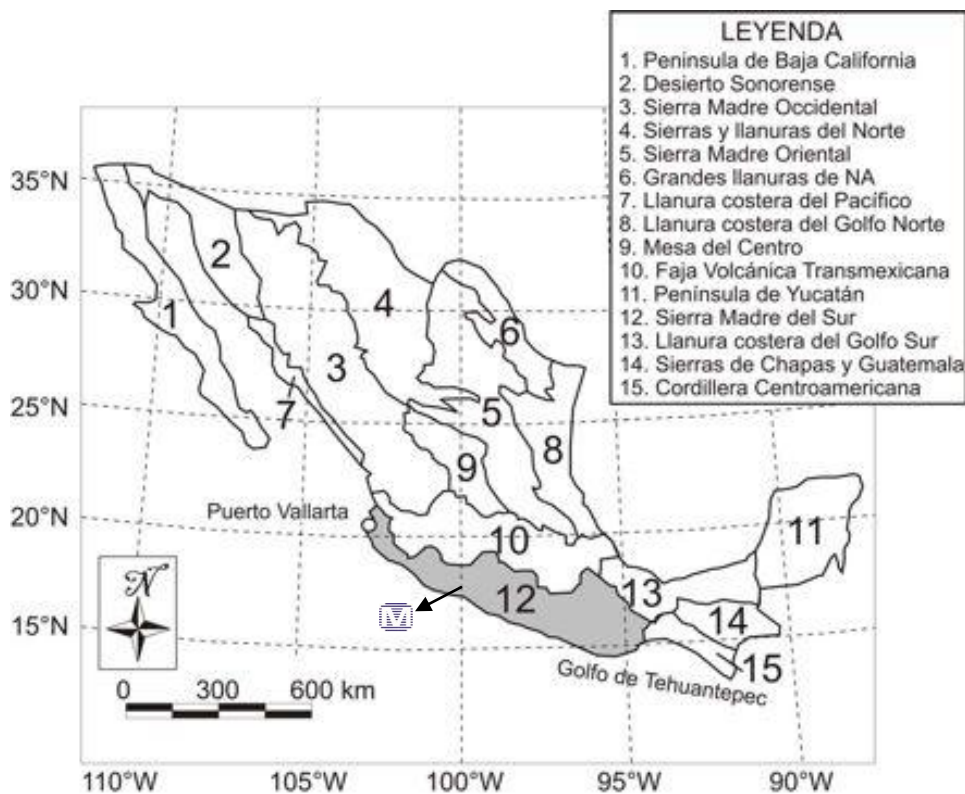 LEYENDA
1. Península de Baja California
2. Desierto Sonorense
3. Sierra Madre Occidental
4. Sierras y llanuras del Norte
5. Sierra Madre Oriental
6. Grandes llanuras de NA
7. Llanura costera del Pacífico
8. Llanura costera del Golfo Norte
9. Mesa del Centro
10. Faja Volcánica Transmexicana
11. Península de Yucatán
12. Sierra Madre del Sur
13. Llanura costera del Golfo Sur
14. Sierras de Chapas y Guatemala
15. Cordillera Centroamericana
35°N
30°N
25°N
20°N
15°N
1
2
3
4
5
6
7
8
9
10
11
12
13
14
15
Puerto Vallarta
M
Golfo de Tehuantepec
N
0 300 600 km
110°W 105°W 100°W 95°W 90°W